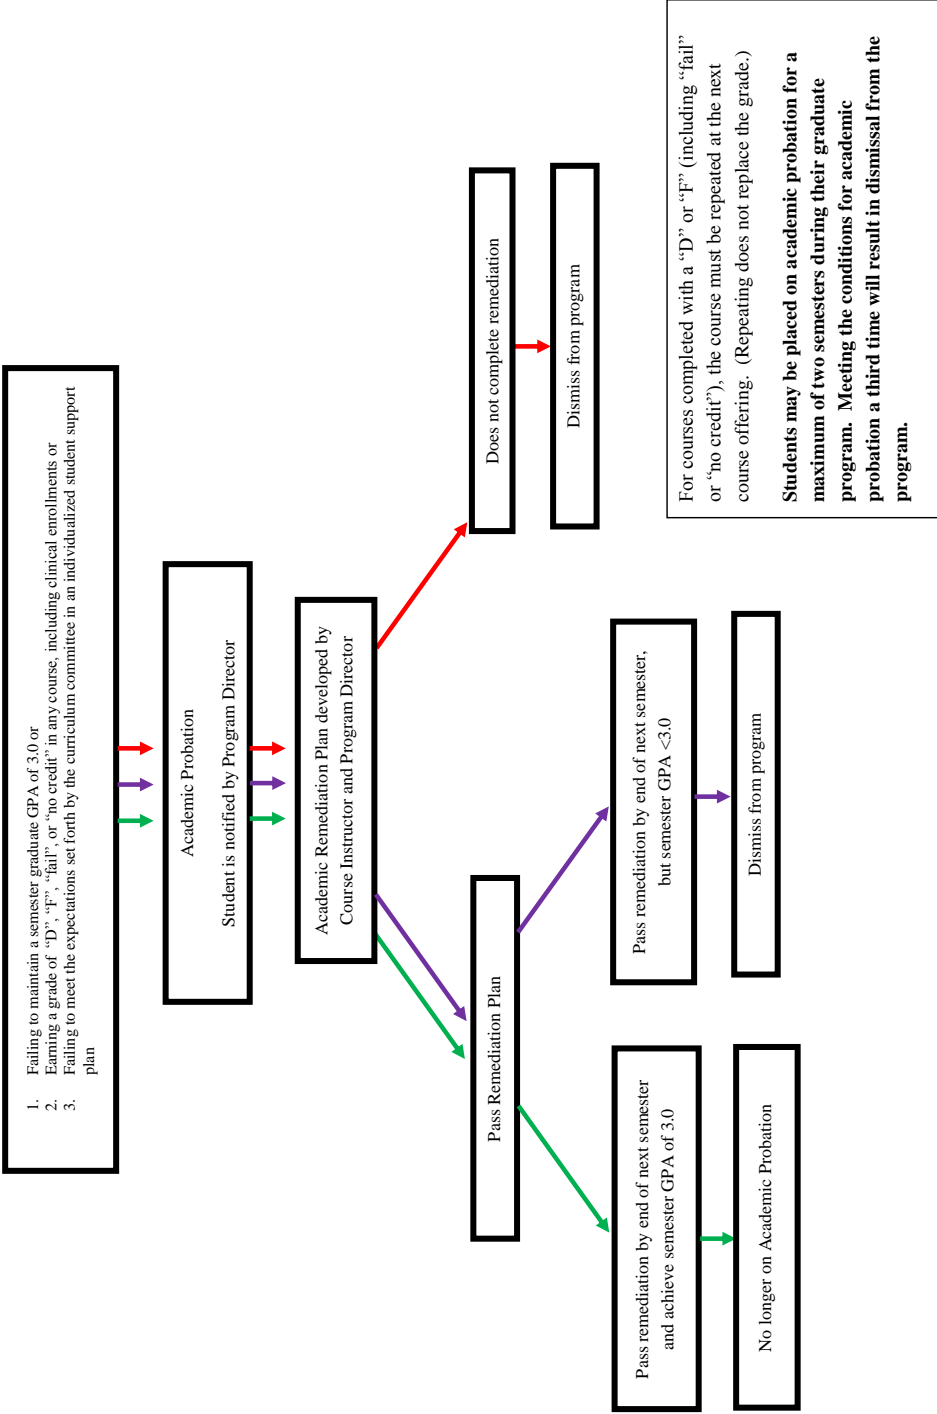 1. Failing to maintain a semester graduate GPA of 3.0 or
2. Earning a grade of “D”, “F”, “fail”, or “no credit” in any course, including clinical enrollments or
3. Failing to meet the expectations set forth by the curriculum committee in an individualized student support
plan
Academic Probation
Student is notified by Program Director
Academic Remediation Plan developed by
Course Instructor and Program Director
Pass Remediation Plan
Does not complete remediation
Dismiss from program
Pass remediation by end of next semester
and achieve semester GPA of 3.0
No longer on Academic Probation
Pass remediation by end of next semester,
but semester GPA <3.0
Dismiss from program
For courses completed with a “D” or “F” (including “fail”
or “no credit”), the course must be repeated at the next
course offering.  (Repeating does not replace the grade.)
Students may be placed on academic probation for a
maximum of two semesters during their graduate
program.  Meeting the conditions for academic
probation a third time will result in dismissal from the
program.